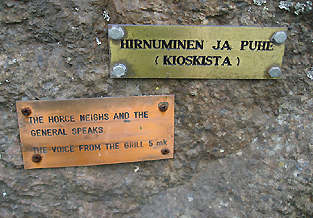 HIRNUMINEN JA PUHE
(KIOSKISTA)
THE HORCE NEIGHS AND THE
GENERAL SPEAKS.
THE VOICE FROM THE GRILL 5 mk